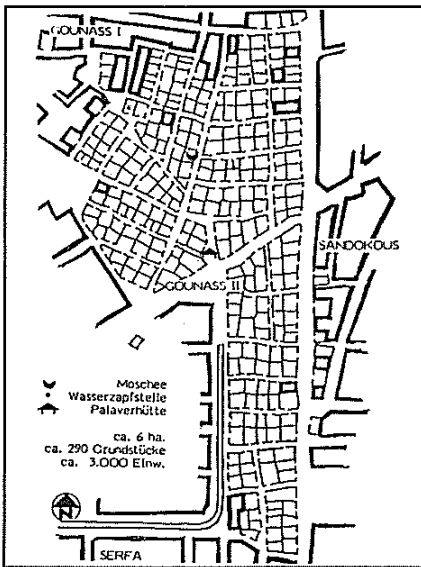 GOUNASS I
SANDOKOUS
GOUNASS II
Moschee
Wasserzapfstelle
Palaverhütte
ca. 6 ha.
ca. 290 Grundstücke
ca. 3.000 Einw.
N
SERFA